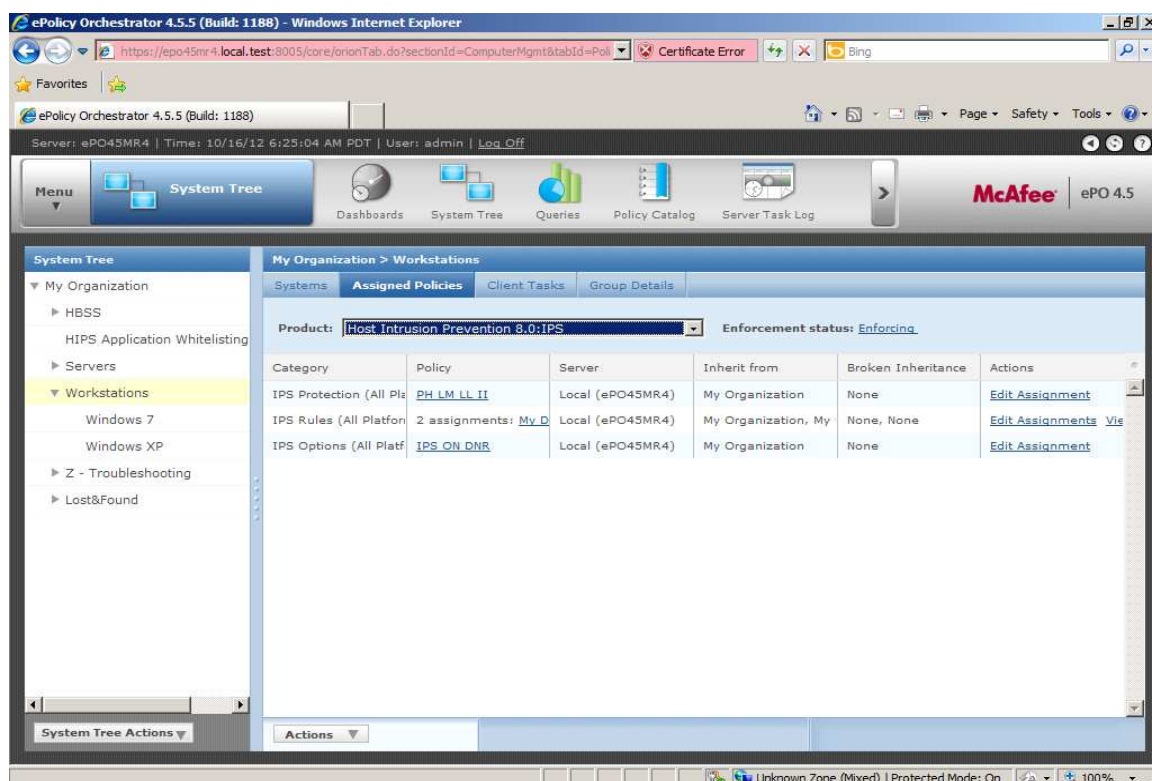 ePolicy Orchestrator 4.5.5 (Build: 1188) - Windows Internet Explorer
https://epo45mr4.local.test:8005/core/orionTab.do?sectionId=ComputerMgmt&tabId=Poli
Certificate Error
Bing
Favorites
ePolicy Orchestrator 4.5.5 (Build: 1188)
Page Safety Tools
Server: ePO45MR4 | Time: 10/16/12 6:25:04 AM PDT | User: admin | Log Off
Menu
System Tree
Dashboards
System Tree
Queries
Policy Catalog
Server Task Log
McAfee
ePO 4.5
System Tree
My Organization > Workstations
My Organization
HBSS
HIPS Application Whitelisting
Servers
Workstations
Windows 7
Windows XP
Z - Troubleshooting
Lost&Found
Systems Assigned Policies Client Tasks Group Details
Product: Host Intrusion Prevention 8.0:IPS Enforcement status: Enforcing
Category Policy Server Inherit from Broken Inheritance Actions
IPS Protection (All Pla PH LM LL II Local (ePO45MR4) My Organization None Edit Assignment
IPS Rules (All Platfor 2 assignments: My D Local (ePO45MR4) My Organization, My None, None Edit Assignments Vie
IPS Options (All Platf IPS ON DNR Local (ePO45MR4) My Organization None Edit Assignment
System Tree Actions
Actions
Unknown Zone (Mixed) | Protected Mode: On
100%